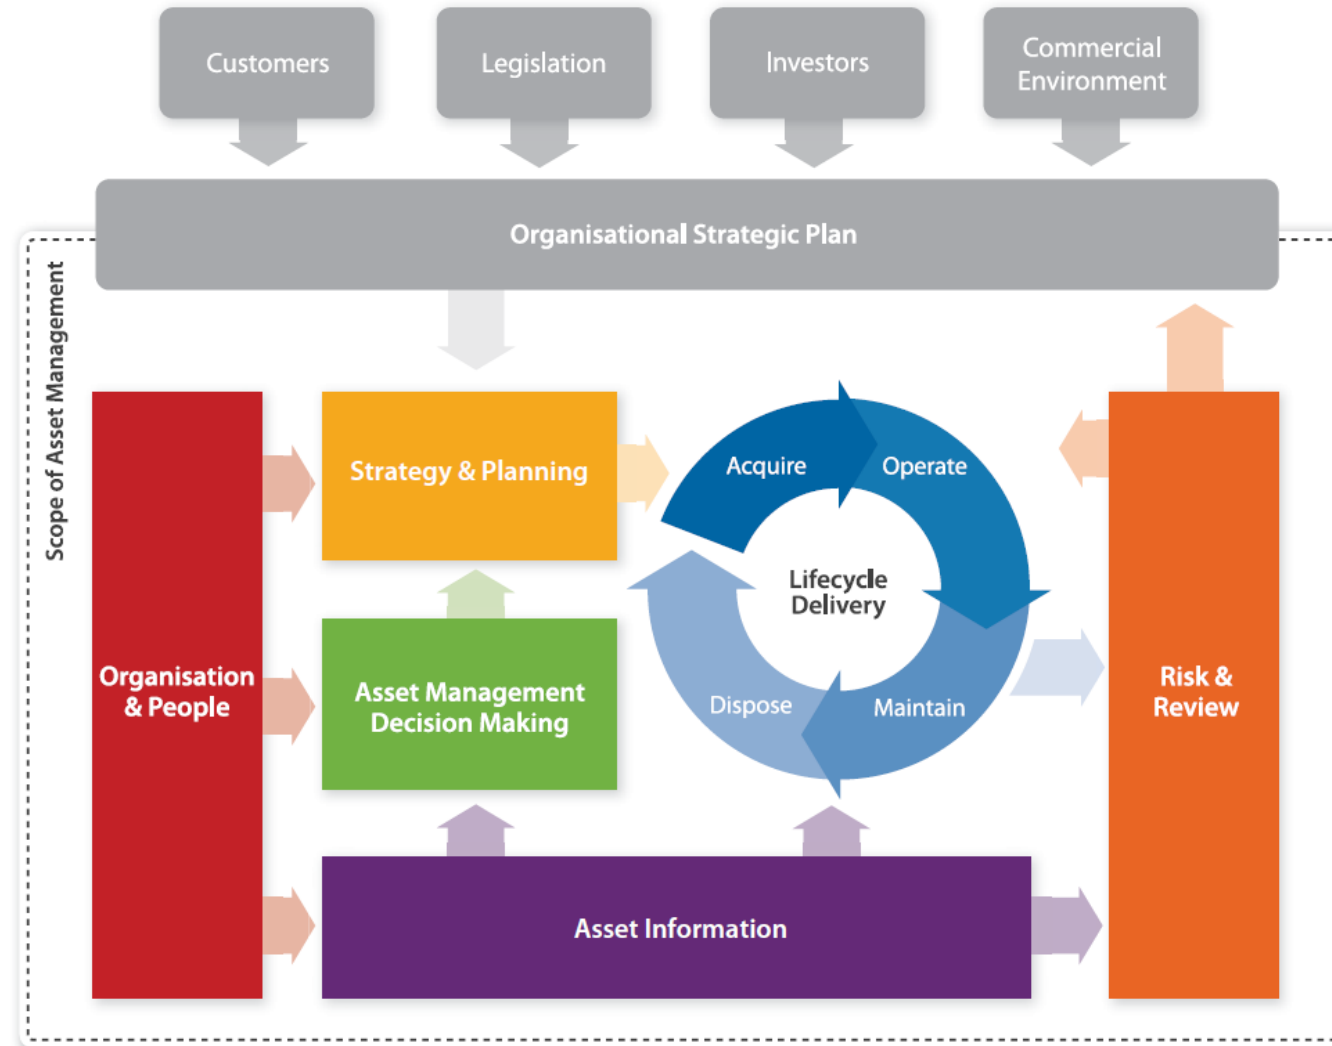 Customers
Legislation
Investors
Commercial
Environment
Organisational Strategic Plan
Scope of Asset Management
Strategy & Planning
Acquire
Operate
Lifecycle
Delivery
Organisation
& People
Asset Management
Decision Making
Dispose
Maintain
Risk &
Review
Asset Information